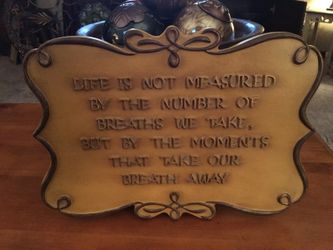 LIFE IS NOT MEASURED
BY THE NUMBER OF
BREATHS WE TAKE,
BUT BY THE MOMENTS
THAT TAKE OUR
BREATH AWAY